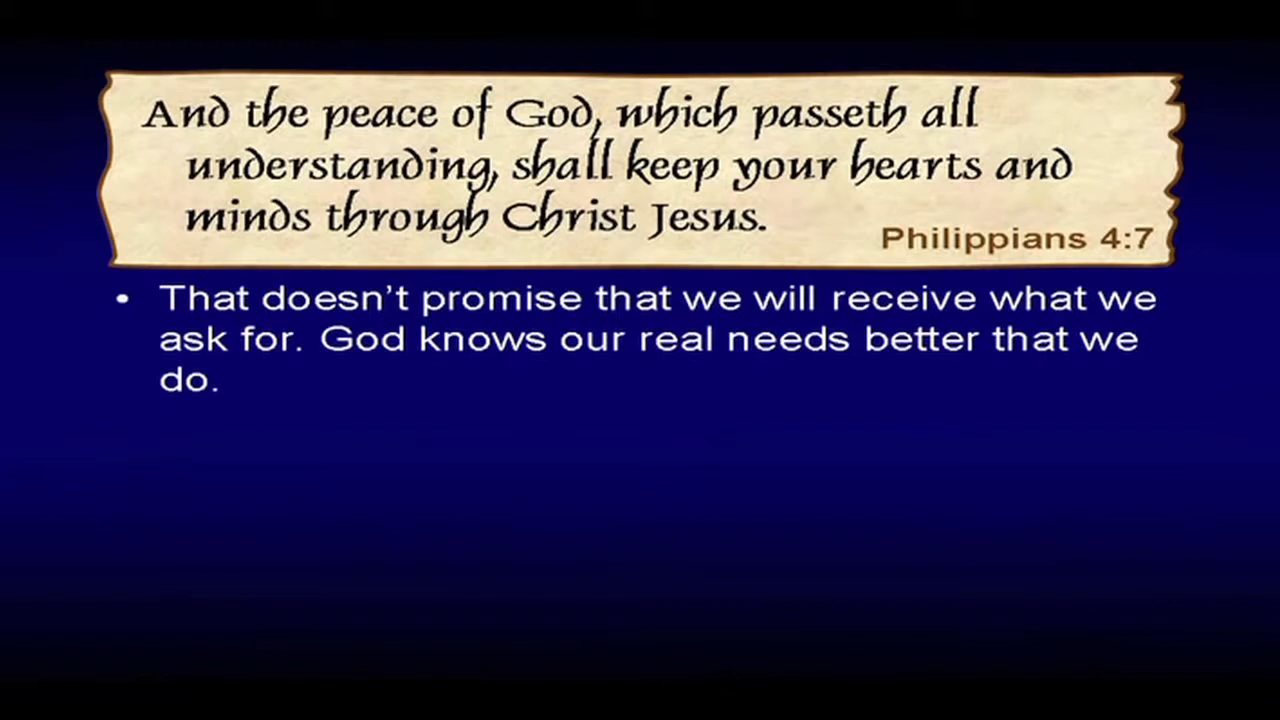 And the peace of God, which passeth all
understanding, shall keep your hearts and
minds through Christ Jesus.
Philippians 4:7
• That doesn't promise that we will receive what we
ask for. God knows our real needs better that we
do.